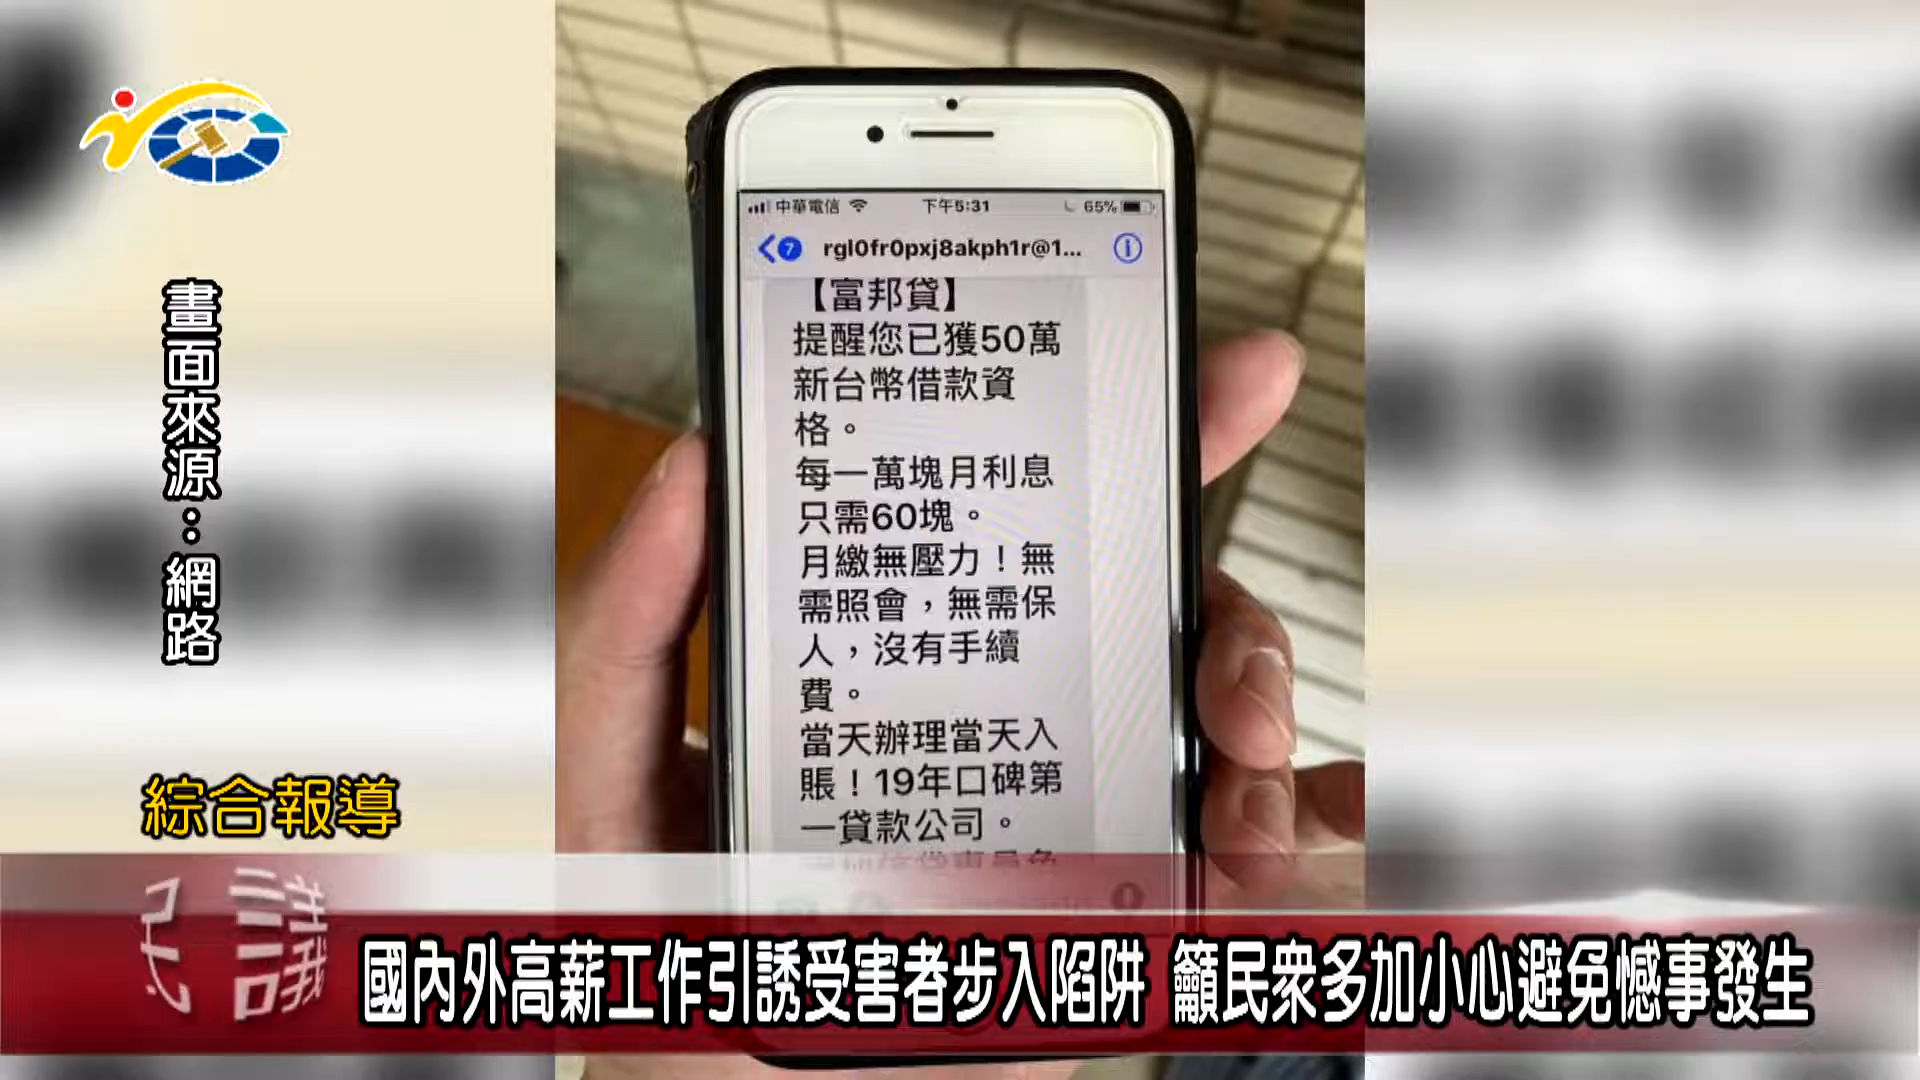 畫面來源：網路
綜合報導
中華電信 下午5:31 65%
7 rgl0fr0pxj8akph1r@1...
【富邦貸】
提醒您已獲50萬
新台幣借款資
格。
每一萬塊月利息
只需60塊。
月繳無壓力！無
需照會，無需保
人，沒有手續
費。
當天辦理當天入
賬！19年口碑第
一貸款公司。
議
國內外高薪工作引誘受害者步入陷阱 籲民眾多加小心避免憾事發生